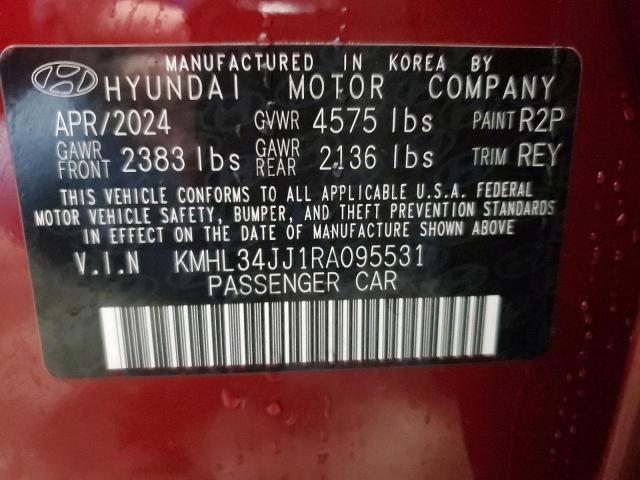 MANUFACTURED IN KOREA BY
HYUNDAI MOTOR COMPANY
APR/2024 GVWR 4575 lbs PAINT R2P
GAWR FRONT 2383 lbs GAWR REAR 2136 lbs TRIM REY
THIS VEHICLE CONFORMS TO ALL APPLICABLE U.S.A. FEDERAL
MOTOR VEHICLE SAFETY, BUMPER, AND THEFT PREVENTION STANDARDS
IN EFFECT ON THE DATE OF MANUFACTURE SHOWN ABOVE
V.I.N KMHL34JJ1RA095531
PASSENGER CAR